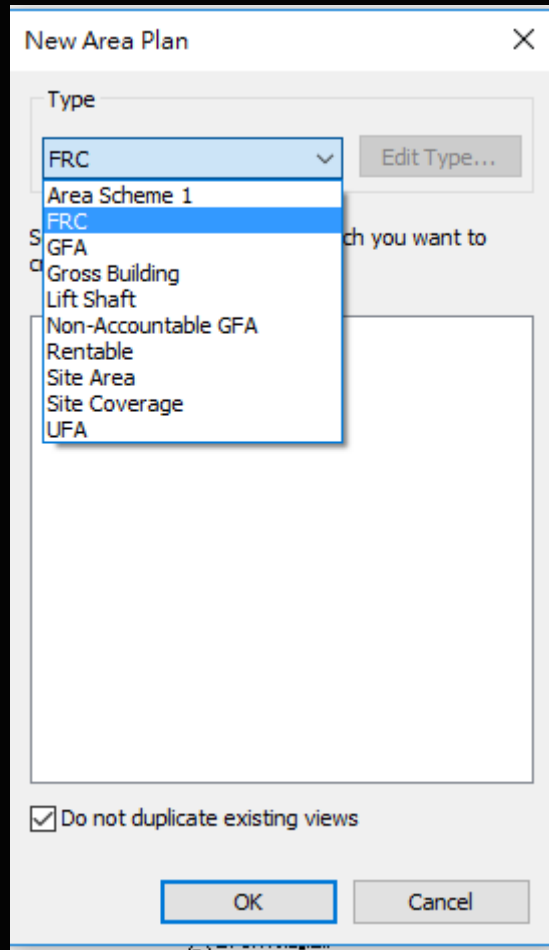 New Area Plan
Type
FRC
Edit Type...
Area Scheme 1
FRC
S
ch you want to
GFA
Gross Building
Lift Shaft
Non-Accountable GFA
Rentable
Site Area
Site Coverage
UFA
Do not duplicate existing views
OK
Cancel